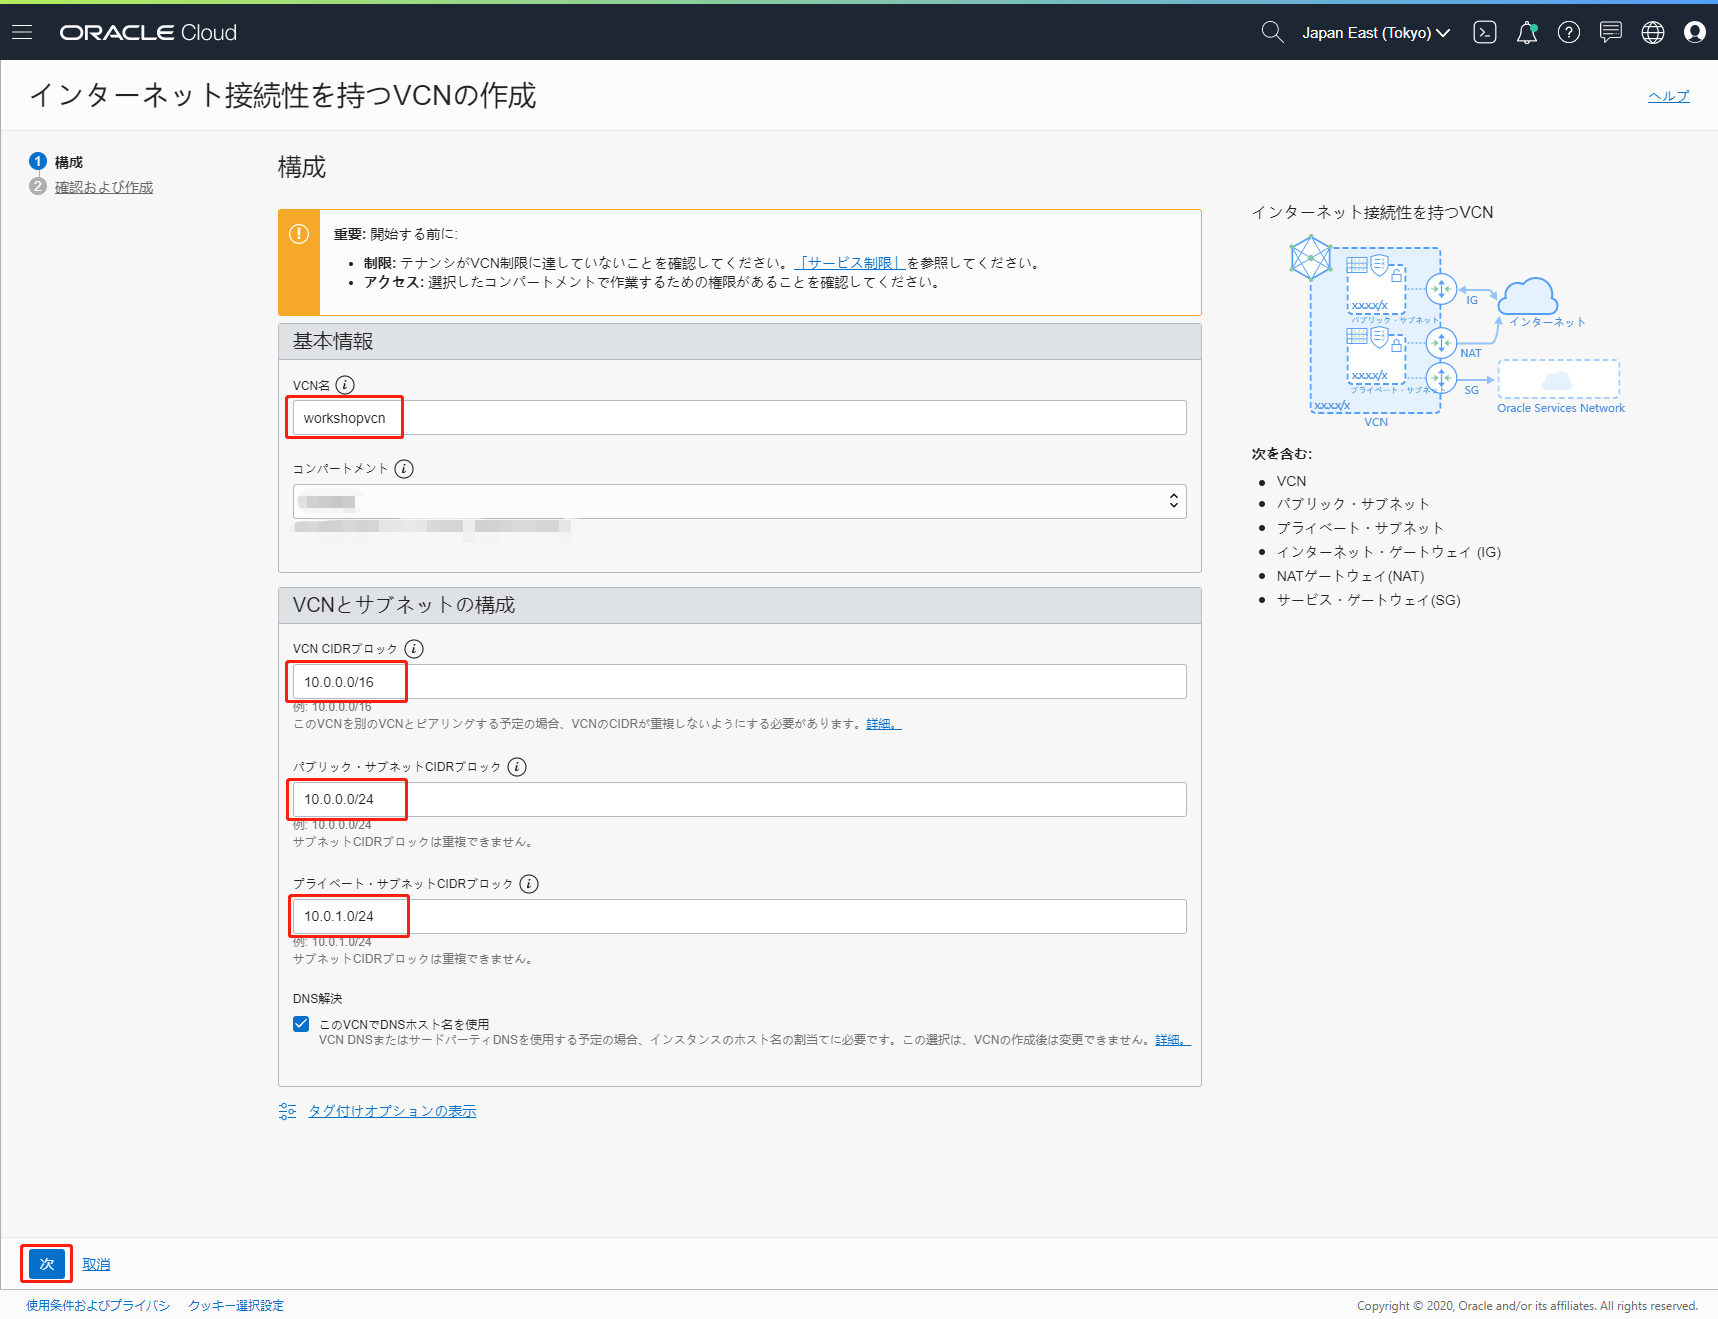 ORACLE Cloud
Japan East (Tokyo)
インターネット接続性を持つVCNの作成
ヘルプ
1 構成
2 確認および作成
構成
重要: 開始する前に:
• 制限: テナンシがVCN制限に達していないことを確認してください。「サービス制限」を参照してください。
• アクセス: 選択したコンパートメントで作業するための権限があることを確認してください。
基本情報
VCN名
workshopvcn
コンパートメント
VCNとサブネットの構成
VCN CIDRブロック
10.0.0.0/16
例: 10.0.0.0/16
このVCNを別のVCNとピアリングする予定の場合、VCNのCIDRが重複しないようにする必要があります。詳細。
パブリック・サブネットCIDRブロック
10.0.0.0/24
例: 10.0.0.0/24
サブネットCIDRブロックは重複できません。
プライベート・サブネットCIDRブロック
10.0.1.0/24
例: 10.0.1.0/24
サブネットCIDRブロックは重複できません。
DNS解決
このVCNでDNSホスト名を使用
VCN DNSまたはサードパーティDNSを使用する予定の場合、インスタンスのホスト名の割当てに必要です。この選択は、VCNの作成後は変更できません。詳細。
タグ付けオプションの表示
インターネット接続性を持つVCN
xxxx/x
パブリック・サブネット
IG
インターネット
NAT
xxxx/x
プライベート・サブネット
SG
xxxx/x
Oracle Services Network
VCN
次を含む:
• VCN
• パブリック・サブネット
• プライベート・サブネット
• インターネット・ゲートウェイ (IG)
• NATゲートウェイ(NAT)
• サービス・ゲートウェイ(SG)
次 取消
使用条件およびプライバシ クッキー選択設定
Copyright © 2020, Oracle and/or its affiliates. All rights reserved.